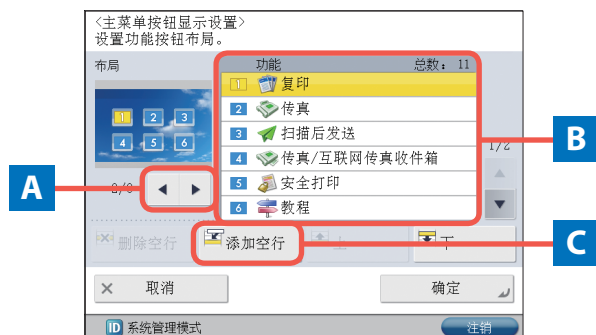 <主菜单按钮显示设置>
设置功能按钮布局。
布局
功能 总数: 11
1 复印
1 2 3
2 传真
3 扫描后发送
B
4 5 6
4 传真/互联网传真收件箱
1/2
A
5 安全打印
6 教程
删除空行
添加空行
上
下
C
× 取消
确定
ID 系统管理模式
注销